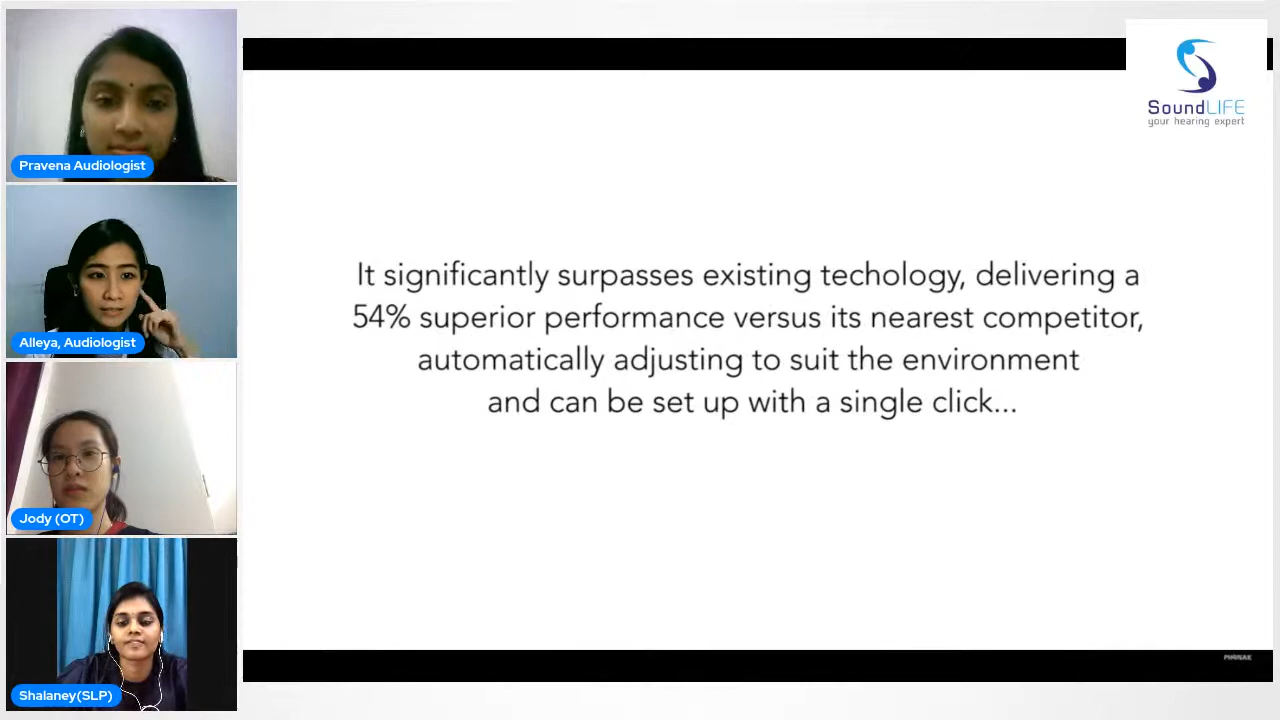 Pravena Audiologist
Alleya, Audiologist
Jody (OT)
Shalaney(SLP)
SoundLIFE
your hearing expert
It significantly surpasses existing techology, delivering a
54% superior performance versus its nearest competitor,
automatically adjusting to suit the environment
and can be set up with a single click...
PHONAK